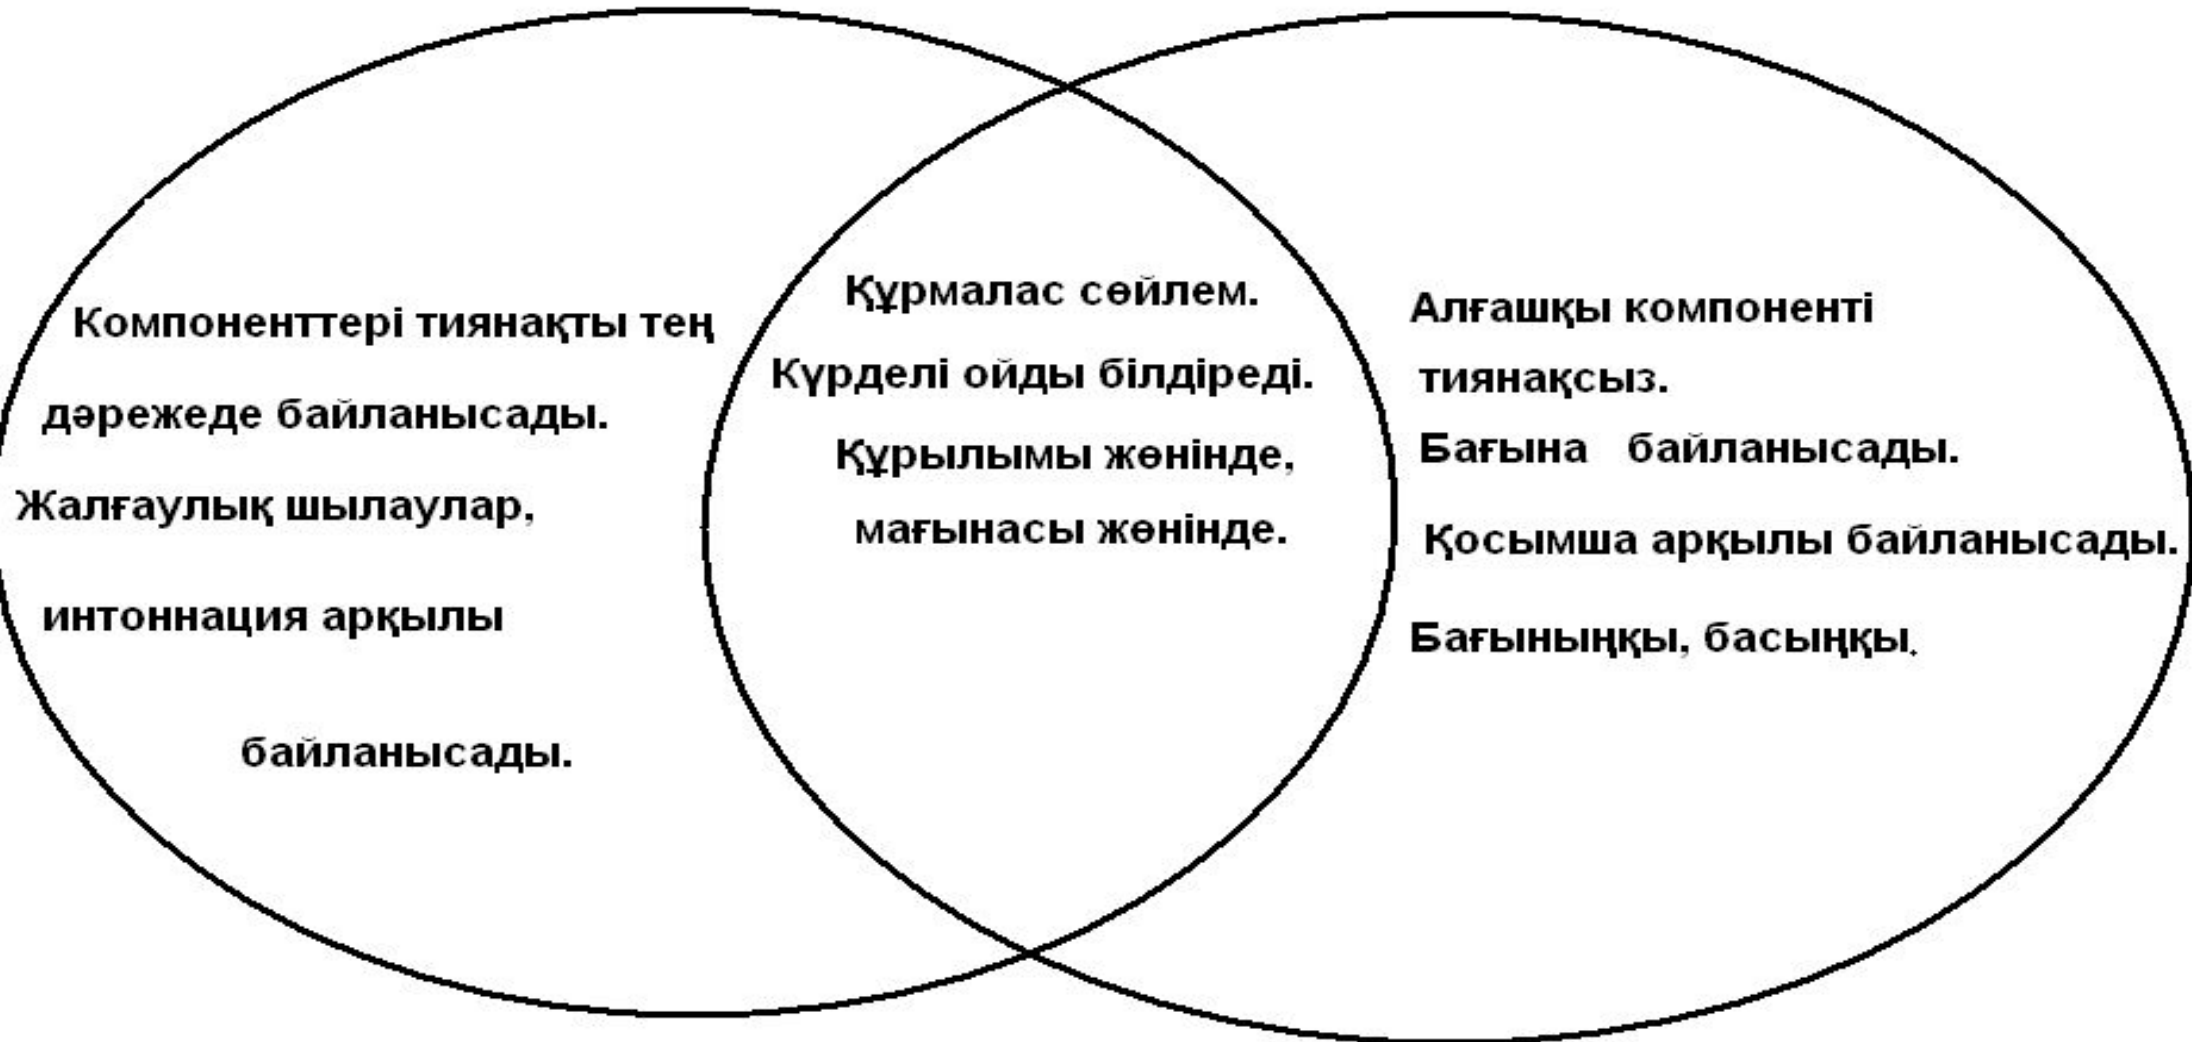 Компоненттері тиянақты тең
дәрежеде байланысады.
Жалғаулық шылаулар,
интоннация арқылы
байланысады.
Құрмалас сөйлем.
Күрделі ойды білдіреді.
Құрылымы жөнінде,
мағынасы жөнінде.
Алғашқы компоненті
тиянақсыз.
Бағына байланысады.
Қосымша арқылы байланысады.
Бағыныңқы, басыңқы.